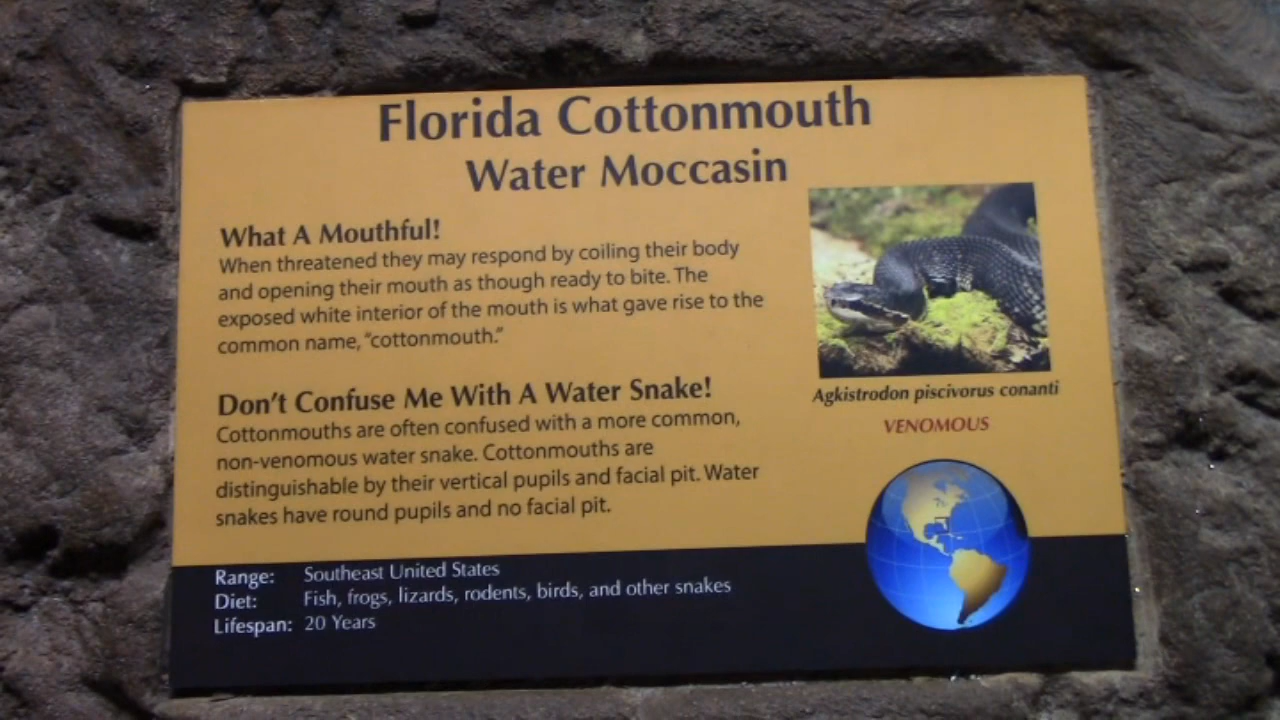 Florida Cottonmouth
Water Moccasin
What A Mouthful!
When threatened they may respond by coiling their body
and opening their mouth as though ready to bite. The
exposed white interior of the mouth is what gave rise to the
common name, “cottonmouth.”
Don't Confuse Me With A Water Snake!
Cottonmouths are often confused with a more common,
non-venomous water snake. Cottonmouths are
distinguishable by their vertical pupils and facial pit. Water
snakes have round pupils and no facial pit.
Agkistrodon piscivorus conanti
VENOMOUS
Range: Southeast United States
Diet: Fish, frogs, lizards, rodents, birds, and other snakes
Lifespan: 20 Years